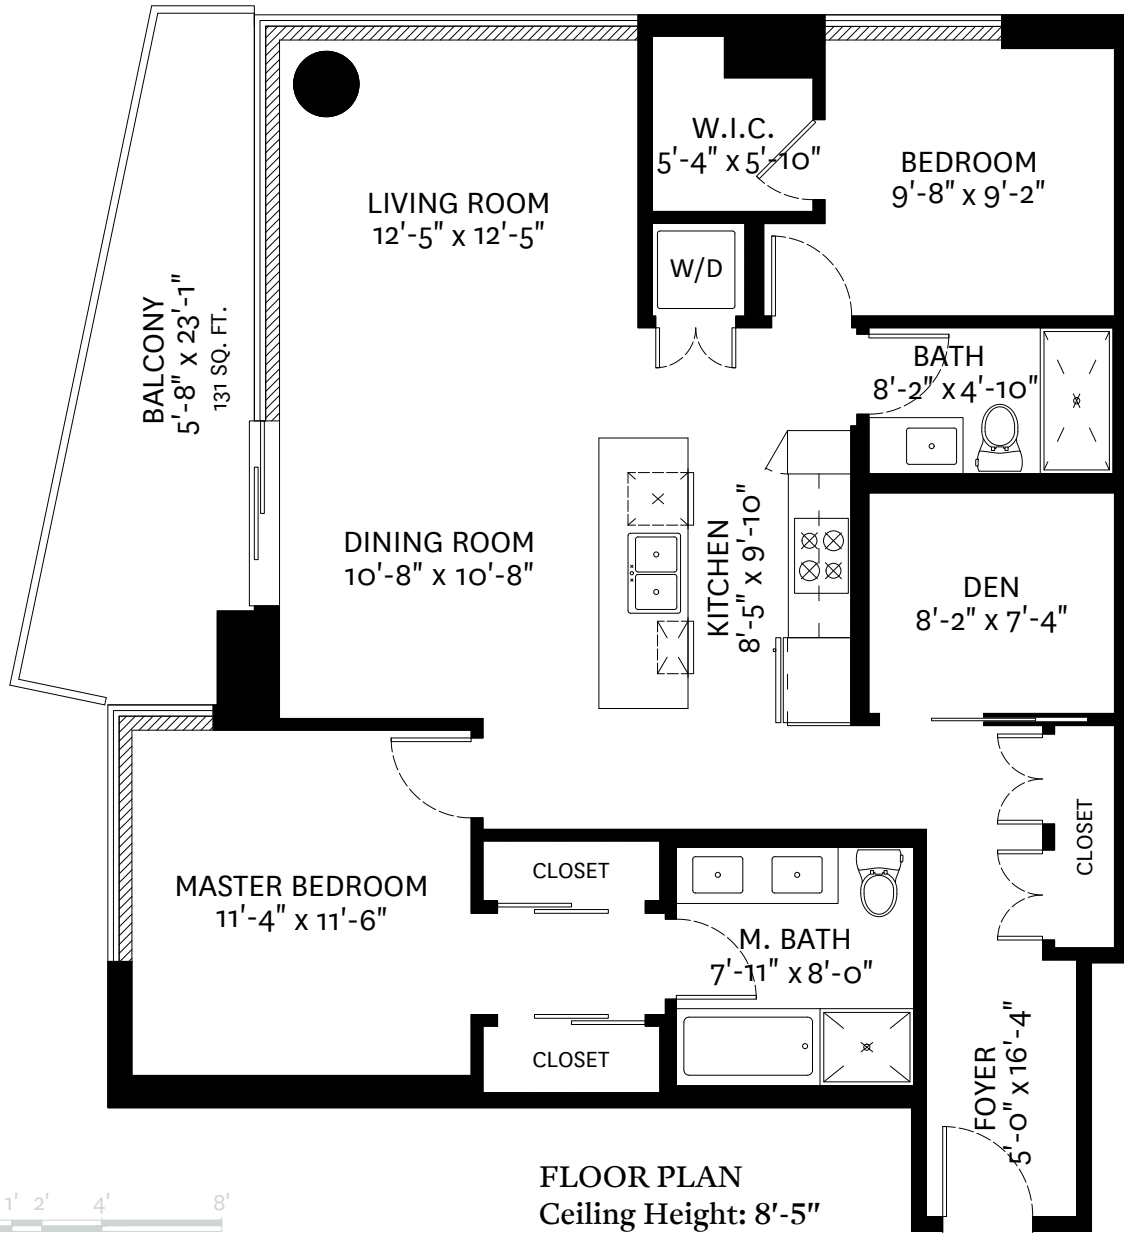 W.I.C.
5'-4" x 5'-10"
BEDROOM
9'-8" x 9'-2"
LIVING ROOM
12'-5" x 12'-5"
W/D
BALCONY
5'-8" x 23'-1"
131 SQ. FT.
BATH
8'-2" x 4'-10"
DINING ROOM
10'-8" x 10'-8"
KITCHEN
8'-5" x 9'-10"
DEN
8'-2" x 7'-4"
CLOSET
MASTER BEDROOM
11'-4" x 11'-6"
CLOSET
M. BATH
7'-11" x 8'-0"
CLOSET
FOYER
5'-0" x 16'-4"
FLOOR PLAN
Ceiling Height: 8'-5"
1' 2' 4' 8'